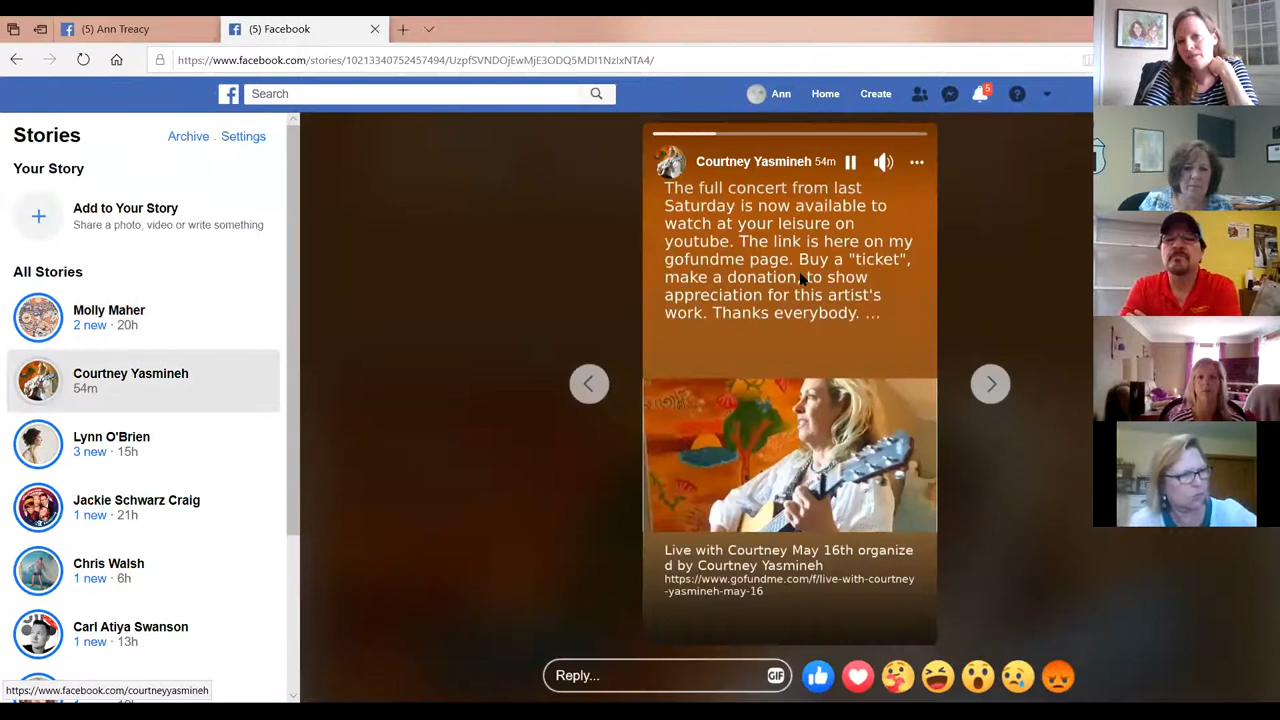 (5) Ann Treacy
(5) Facebook
https://www.facebook.com/stories/10213340752457494/UzpfSVNDOjEwMjE3ODQ5MDI1NzIxNTA4/
Search
Ann
Home
Create
5
Stories
Archive . Settings
Your Story
Add to Your Story
Share a photo, video or write something
All Stories
Molly Maher
2 new · 20h
Courtney Yasmineh
54m
Lynn O'Brien
3 new · 15h
Jackie Schwarz Craig
1 new · 21h
Chris Walsh
1 new · 6h
Carl Atiya Swanson
1 new · 13h
https://www.facebook.com/courtneyyasmineh
Courtney Yasmineh 54m
The full concert from last
Saturday is now available to
watch at your leisure on
youtube. The link is here on my
gofundme page. Buy a "ticket",
make a donation, to show
appreciation for this artist's
work. Thanks everybody. ...
Live with Courtney May 16th organize
d by Courtney Yasmineh
https://www.gofundme.com/f/live-with-courtney
-yasmineh-may-16
Reply...
GIF